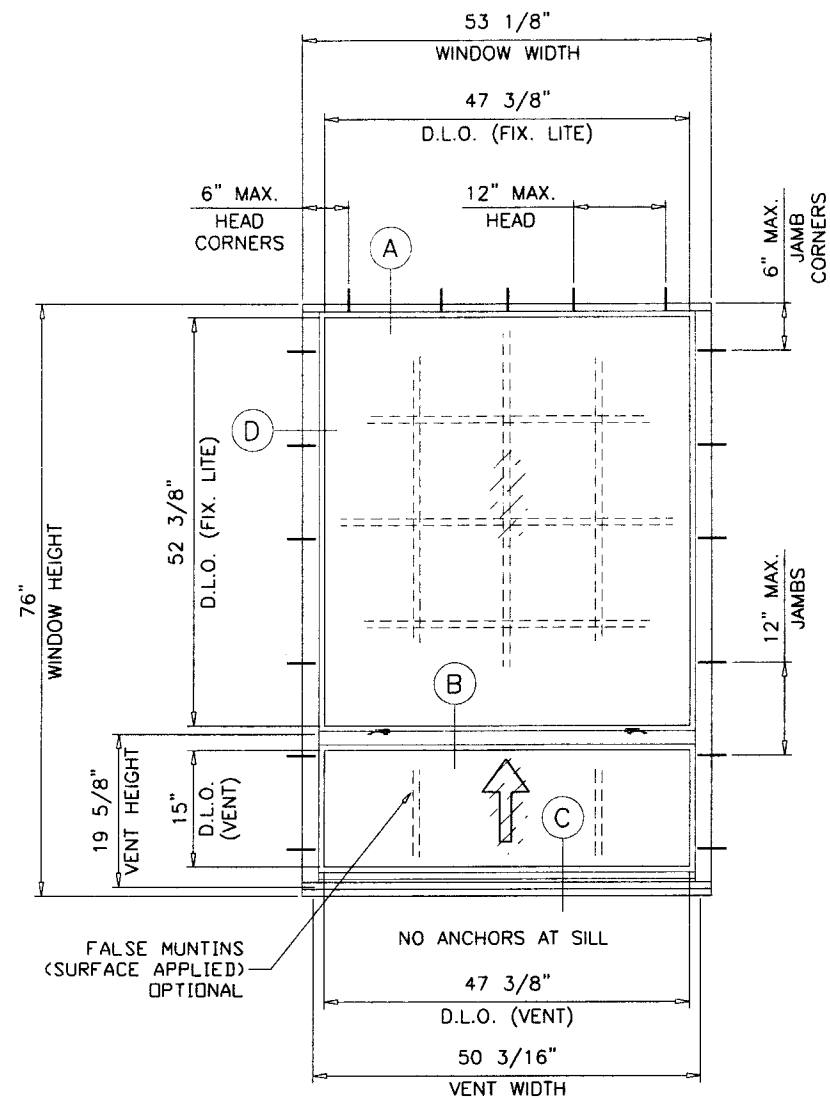 53 1/8"
WINDOW WIDTH
47 3/8"
D.L.O. (FIX. LITE)
6" MAX.
HEAD
CORNERS
12" MAX.
HEAD
6" MAX.
JAMB
CORNERS
A
D
52 3/8"
D.L.O. (FIX. LITE)
76"
WINDOW HEIGHT
12" MAX.
JAMBS
B
19 5/8"
VENT HEIGHT
15"
D.L.O.
(VENT)
C
FALSE MUNTINS
(SURFACE APPLIED)
OPTIONAL
NO ANCHORS AT SILL
47 3/8"
D.L.O. (VENT)
50 3/16"
VENT WIDTH